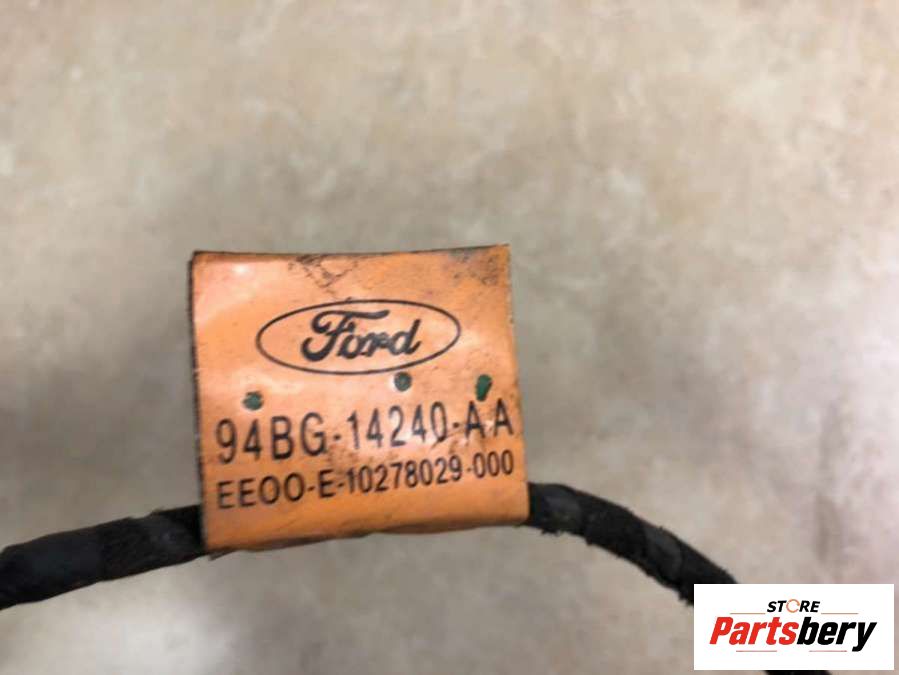 Ford
94BG-14240-AA
EEOO-E-10278029-000
STORE
Partsbery